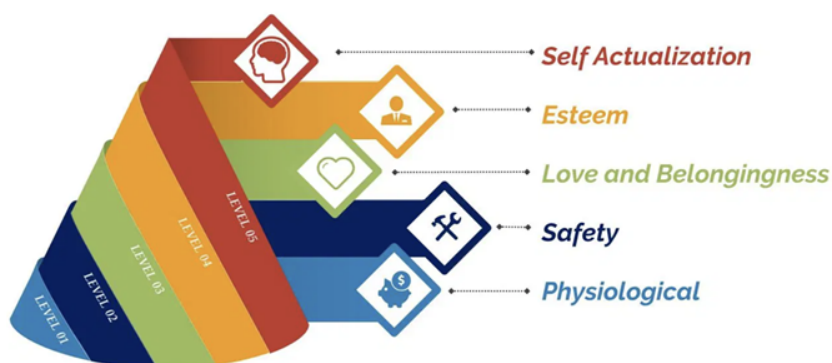 Self Actualization
Esteem
Love and Belongingness
Safety
Physiological
LEVEL 05
LEVEL 04
LEVEL 03
LEVEL 02
LEVEL 01
$